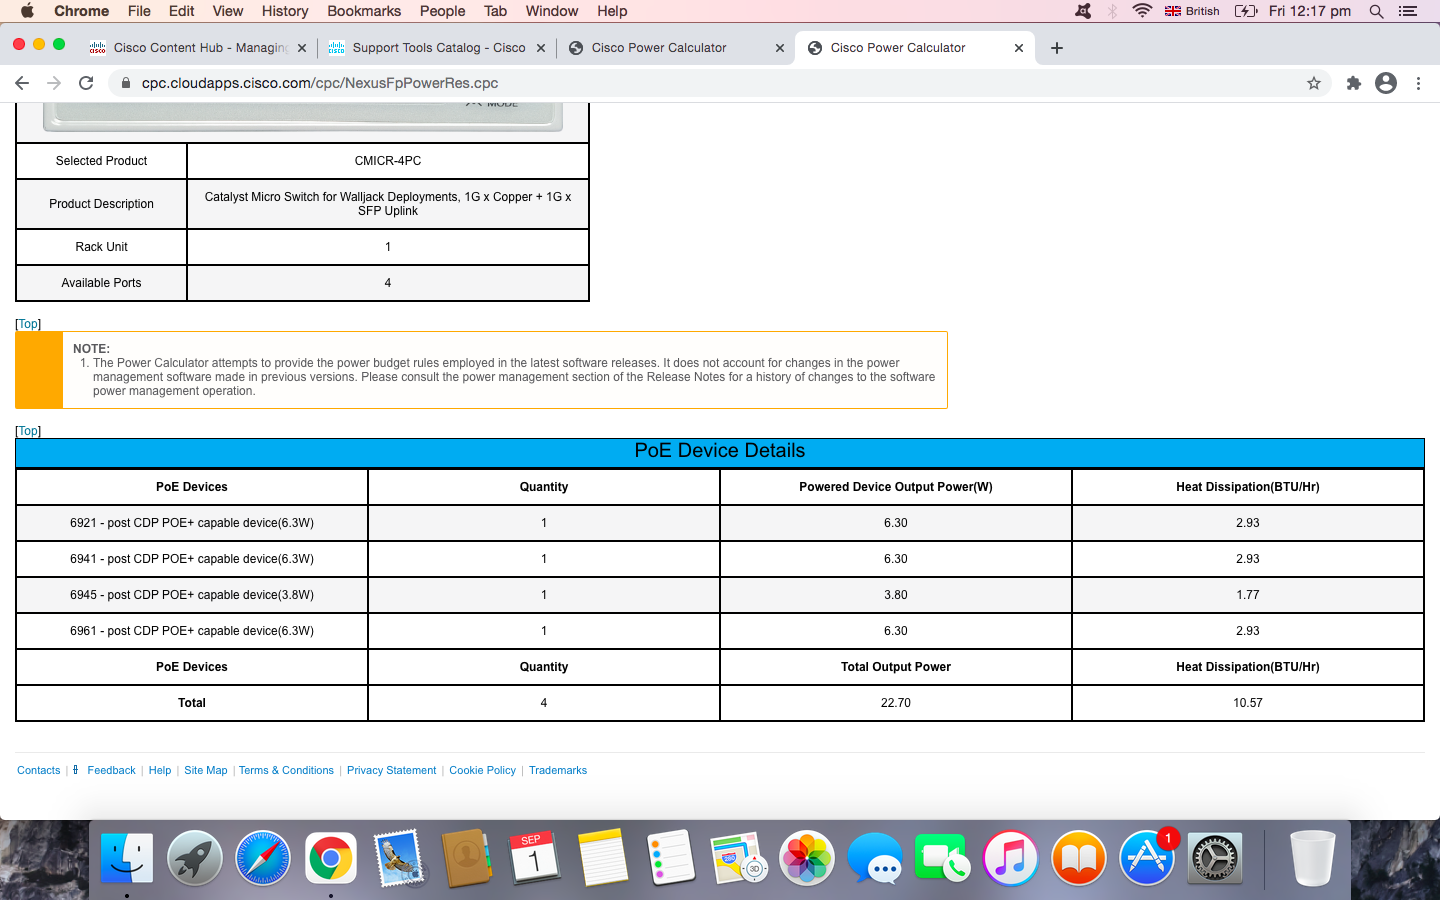 Chrome File Edit View History Bookmarks People Tab Window Help British Fri 12:17 pm
Cisco Content Hub - Managing Support Tools Catalog - Cisco Cisco Power Calculator Cisco Power Calculator
cpc.cloudapps.cisco.com/cpc/NexusFpPowerRes.cpc
MODE
Selected Product CMICR-4PC
Product Description Catalyst Micro Switch for Walljack Deployments, 1G x Copper + 1G x
SFP Uplink
Rack Unit 1
Available Ports 4
[Top]
NOTE:
1. The Power Calculator attempts to provide the power budget rules employed in the latest software releases. It does not account for changes in the power
management software made in previous versions. Please consult the power management section of the Release Notes for a history of changes to the software
power management operation.
[Top]
PoE Device Details
PoE Devices Quantity Powered Device Output Power(W) Heat Dissipation(BTU/Hr)
6921 - post CDP POE+ capable device(6.3W) 1 6.30 2.93
6941 - post CDP POE+ capable device(6.3W) 1 6.30 2.93
6945 - post CDP POE+ capable device(3.8W) 1 3.80 1.77
6961 - post CDP POE+ capable device(6.3W) 1 6.30 2.93
PoE Devices Quantity Total Output Power Heat Dissipation(BTU/Hr)
Total 4 22.70 10.57
Contacts | Feedback | Help | Site Map | Terms & Conditions | Privacy Statement | Cookie Policy | Trademarks
SEP
1
280
3D
1